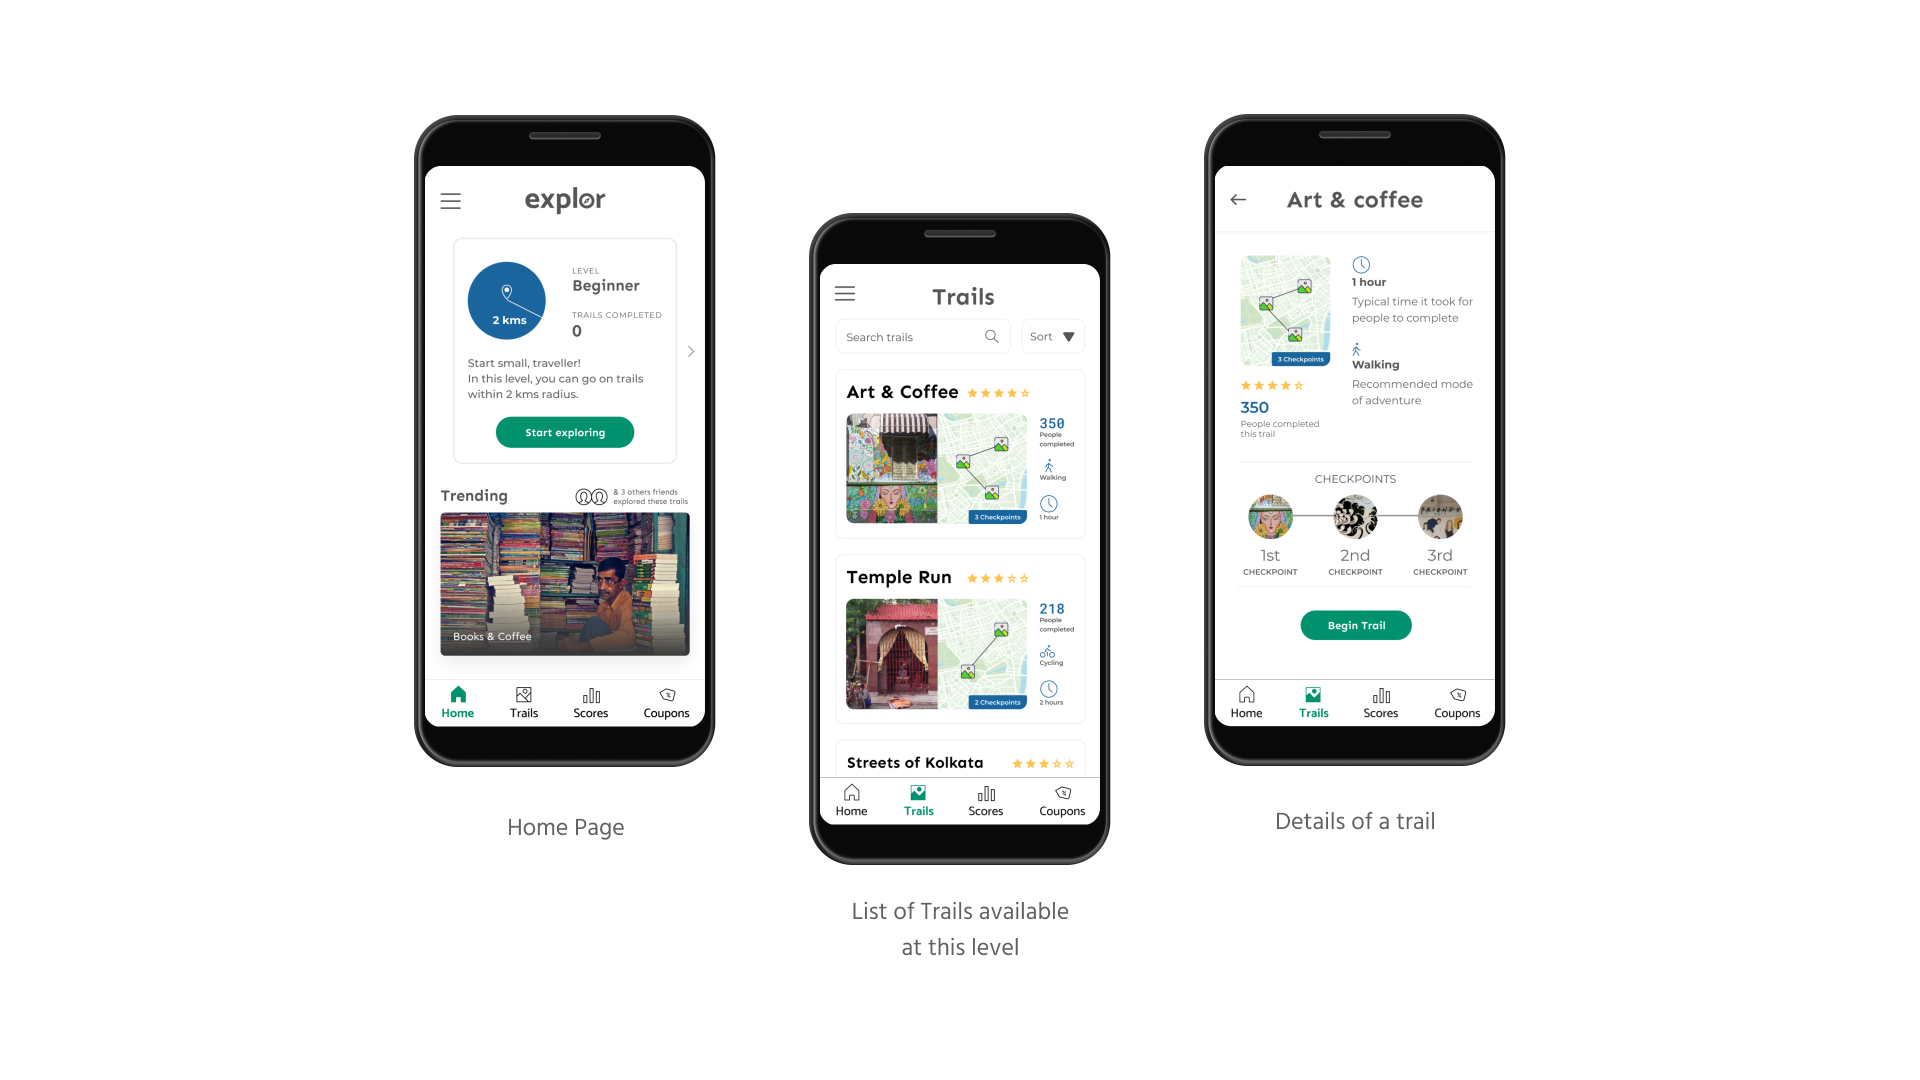 explor
2 kms
LEVEL
Beginner
TRAILS COMPLETED
0
Start small, traveller!
In this level, you can go on trails
within 2 kms radius.
Start exploring
Trending
& 3 others friends
explored these trails
Books & Coffee
Home
Trails
Scores
Coupons
Home Page
Trails
Search trails
Sort
Art & Coffee
350
People
completed
Walking
1 hour
3 Checkpoints
Temple Run
218
People
completed
Cycling
2 hours
2 Checkpoints
Streets of Kolkata
Home
Trails
Scores
Coupons
List of Trails available
at this level
Art & coffee
3 Checkpoints
350
People completed
this trail
1 hour
Typical time it took for
people to complete
Walking
Recommended mode
of adventure
CHECKPOINTS
FRIENDS
1st
CHECKPOINT
2nd
CHECKPOINT
3rd
CHECKPOINT
Begin Trail
Home
Trails
Scores
Coupons
Details of a trail